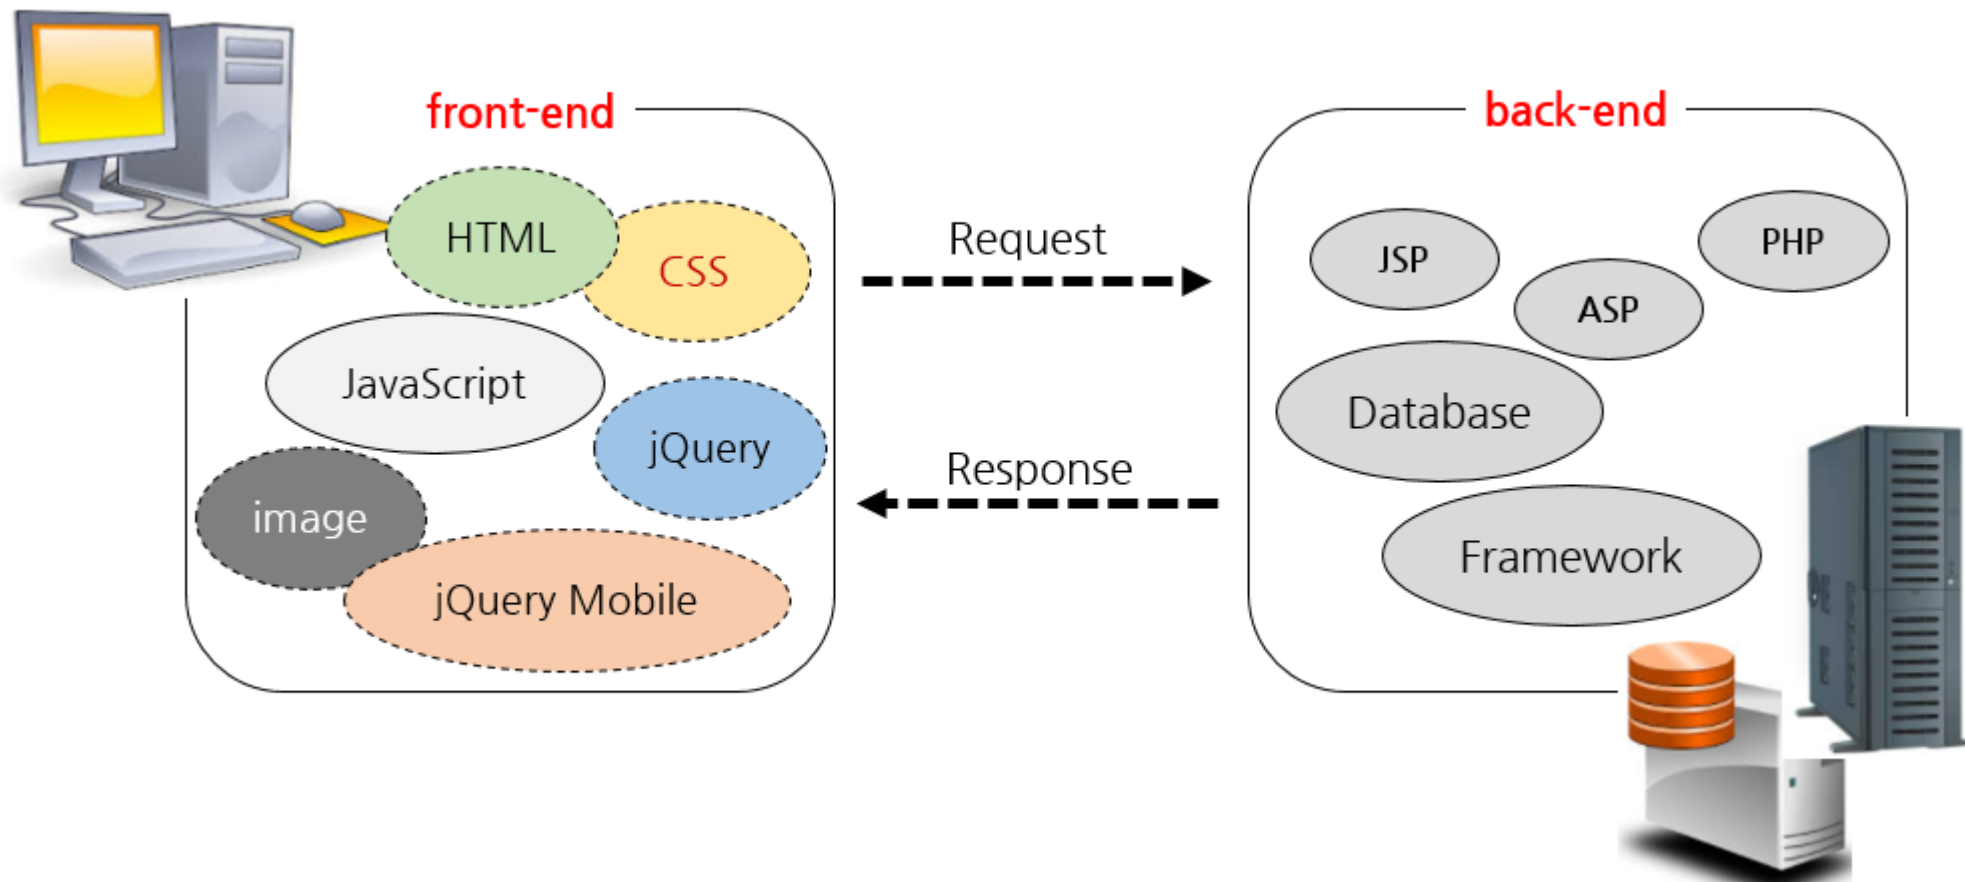 front-end
back-end
HTML
CSS
JavaScript
jQuery
image
jQuery Mobile
Request
Response
JSP
PHP
ASP
Database
Framework